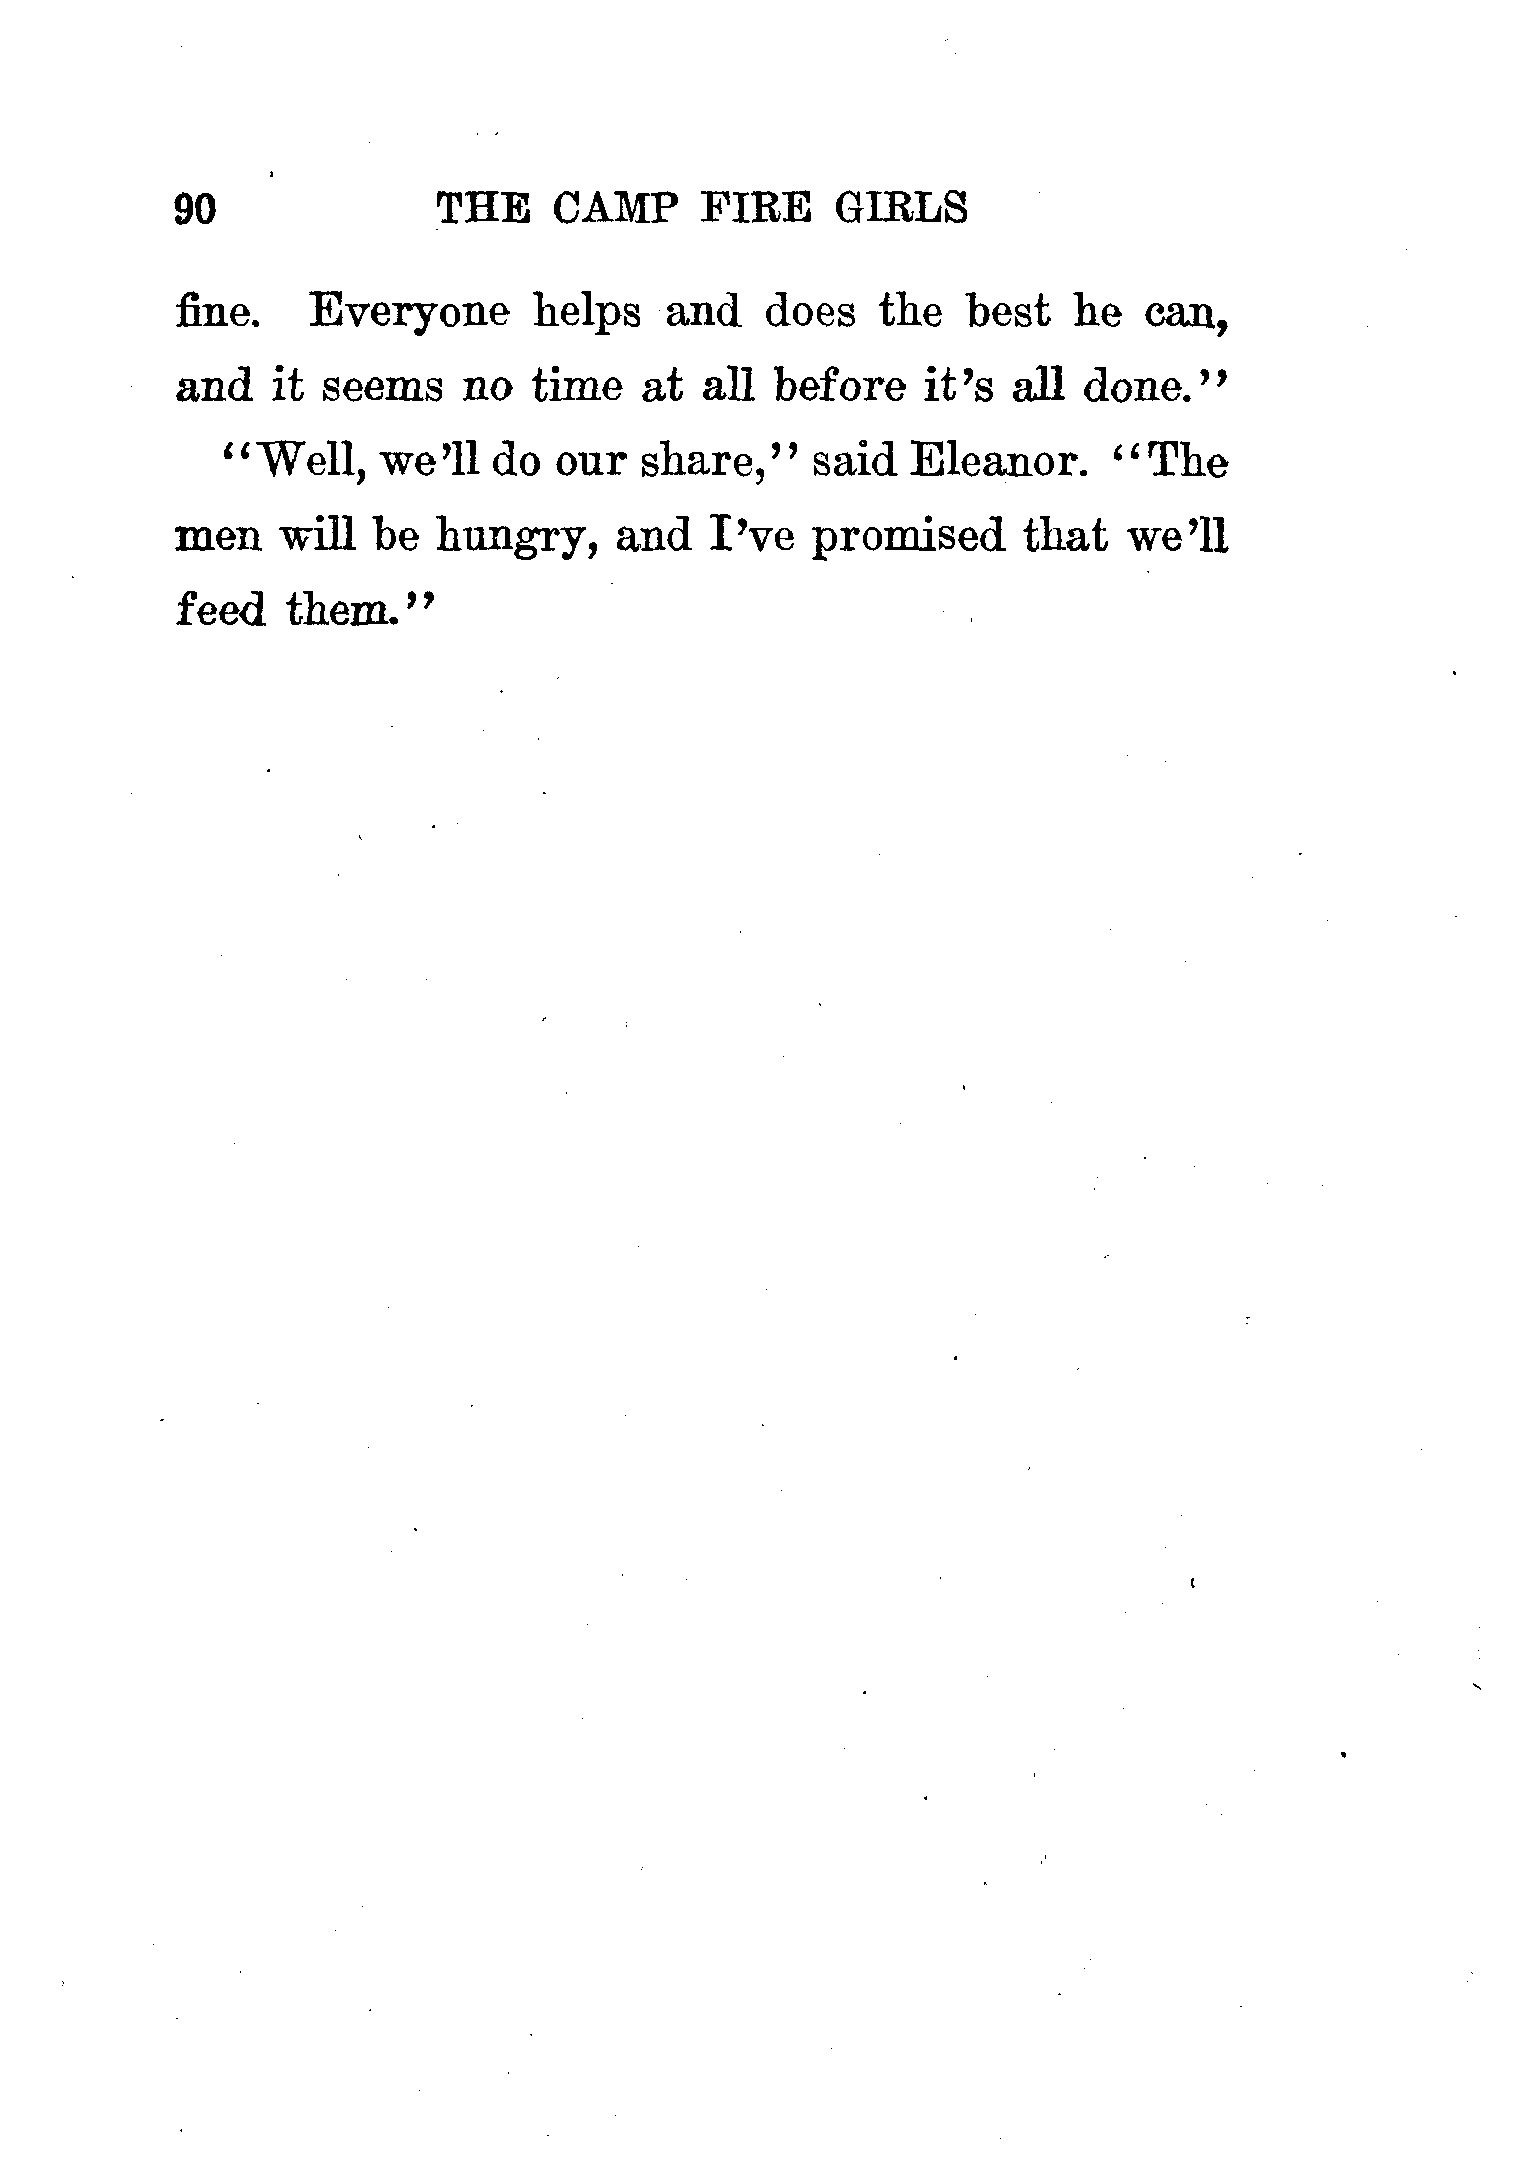 90 THE CAMP FIRE GIRLS
fine. Everyone helps and does the best he can,
and it seems no time at all before it's all done."
"Well, we'll do our share," said Eleanor. "The
men will be hungry, and I've promised that we'll
feed them."